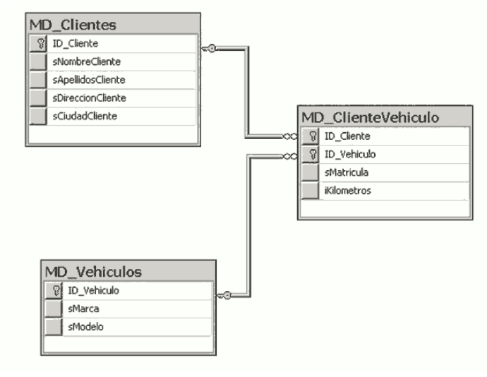 MD_Clientes
ID_Cliente
sNombreCliente
sApellidosCliente
sDireccionCliente
sCiudadCliente
MD_ClienteVehiculo
ID_Cliente
ID_Vehiculo
sMatricula
iKilometros
MD_Vehiculos
ID_Vehiculo
sMarca
sModelo